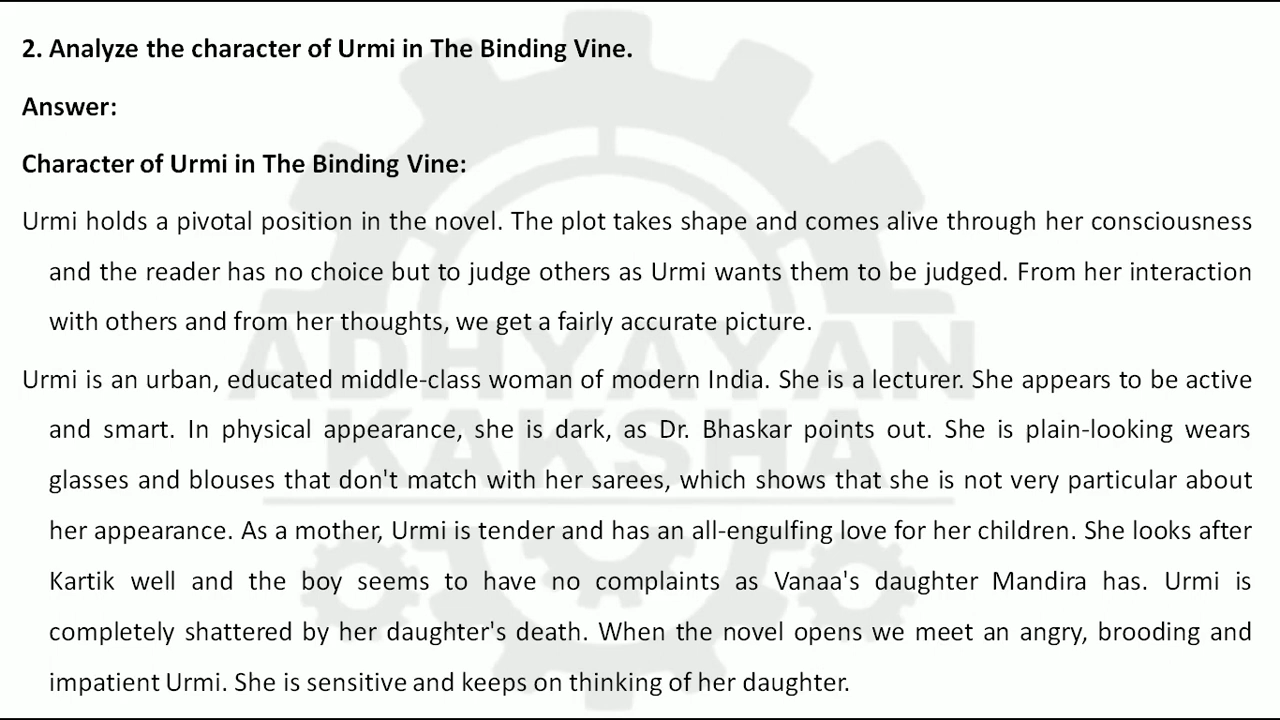 2. Analyze the character of Urmi in The Binding Vine.
Answer:
Character of Urmi in The Binding Vine:
Urmi holds a pivotal position in the novel. The plot takes shape and comes alive through her consciousness
and the reader has no choice but to judge others as Urmi wants them to be judged. From her interaction
with others and from her thoughts, we get a fairly accurate picture.
ADHYAYAN
Urmi is an urban, educated middle-class woman of modern India. She is a lecturer. She appears to be active
and smart. In physical appearance, she is dark, as Dr. Bhaskar points out. She is plain-looking wears
KAKSHA
glasses and blouses that don't match with her sarees, which shows that she is not very particular about
her appearance. As a mother, Urmi is tender and has an all-engulfing love for her children. She looks after
Kartik well and the boy seems to have no complaints as Vanaa's daughter Mandira has. Urmi is
completely shattered by her daughter's death. When the novel opens we meet an angry, brooding and
impatient Urmi. She is sensitive and keeps on thinking of her daughter.